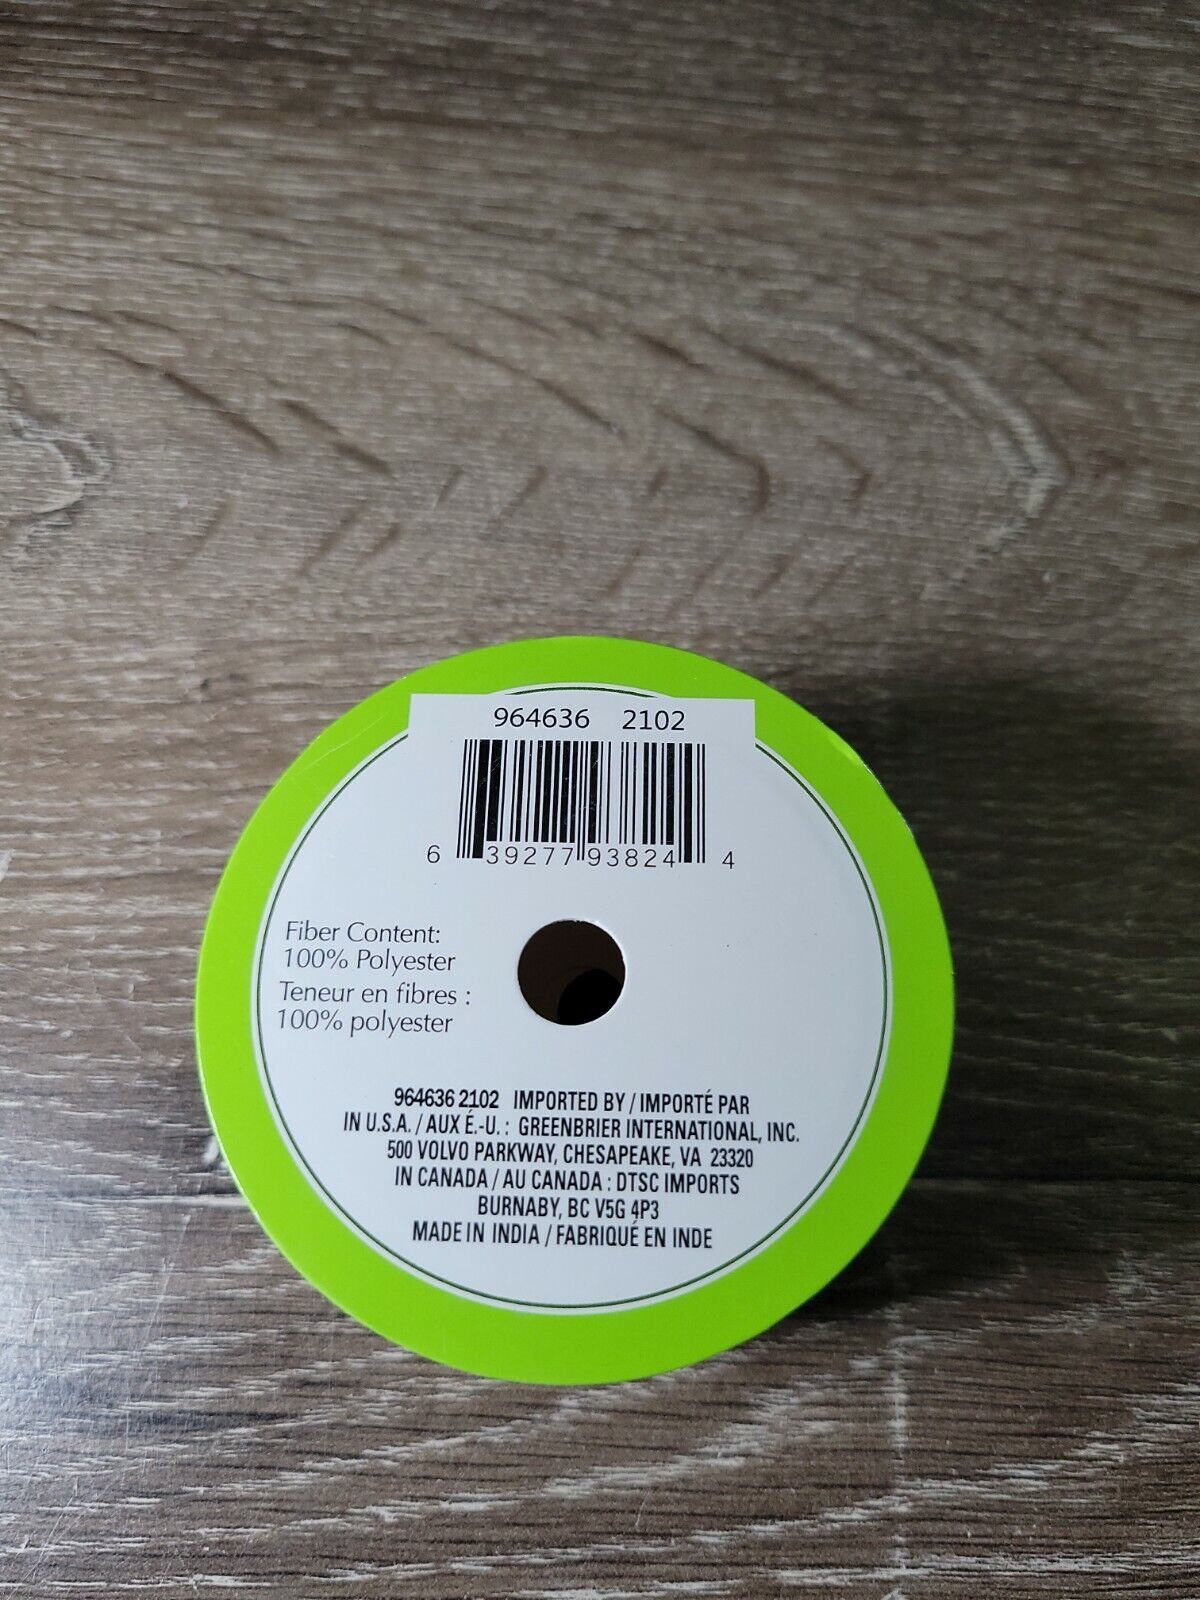 964636 2102
6 39277 93824 4
Fiber Content:
100% Polyester
Teneur en fibres :
100% polyester
964636 2102 IMPORTED BY / IMPORTÉ PAR
IN U.S.A. / AUX É.-U. : GREENBRIER INTERNATIONAL, INC.
500 VOLVO PARKWAY, CHESAPEAKE, VA 23320
IN CANADA / AU CANADA : DTSC IMPORTS
BURNABY, BC V5G 4P3
MADE IN INDIA / FABRIQUÉ EN INDE